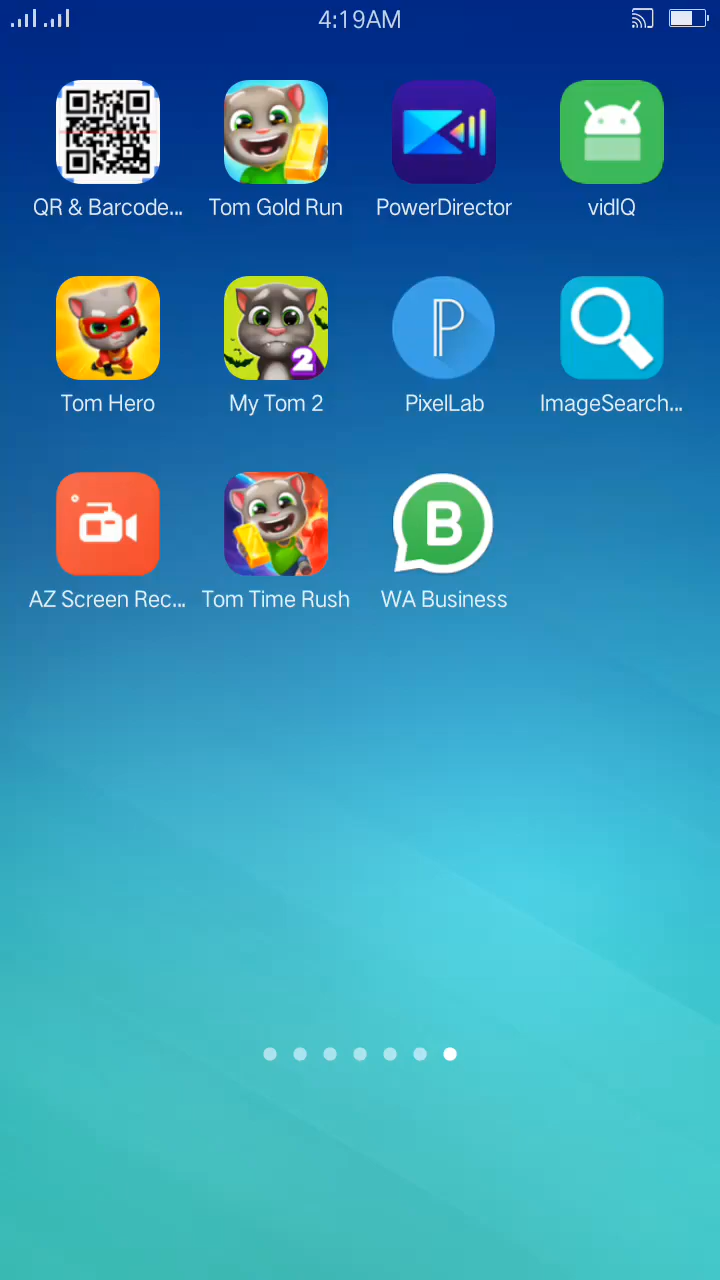 4:19AM
QR & Barcode...
Tom Gold Run
PowerDirector
vidIQ
2
P
Tom Hero
My Tom 2
PixelLab
ImageSearch...
B
AZ Screen Rec...
Tom Time Rush
WA Business